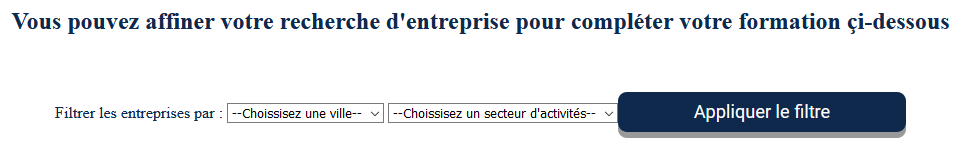 Vous pouvez affiner votre recherche d'entreprise pour compléter votre formation çi-dessous
Filtrer les entreprises par : --Choissisez une ville-- --Choissisez un secteur d'activités-- Appliquer le filtre